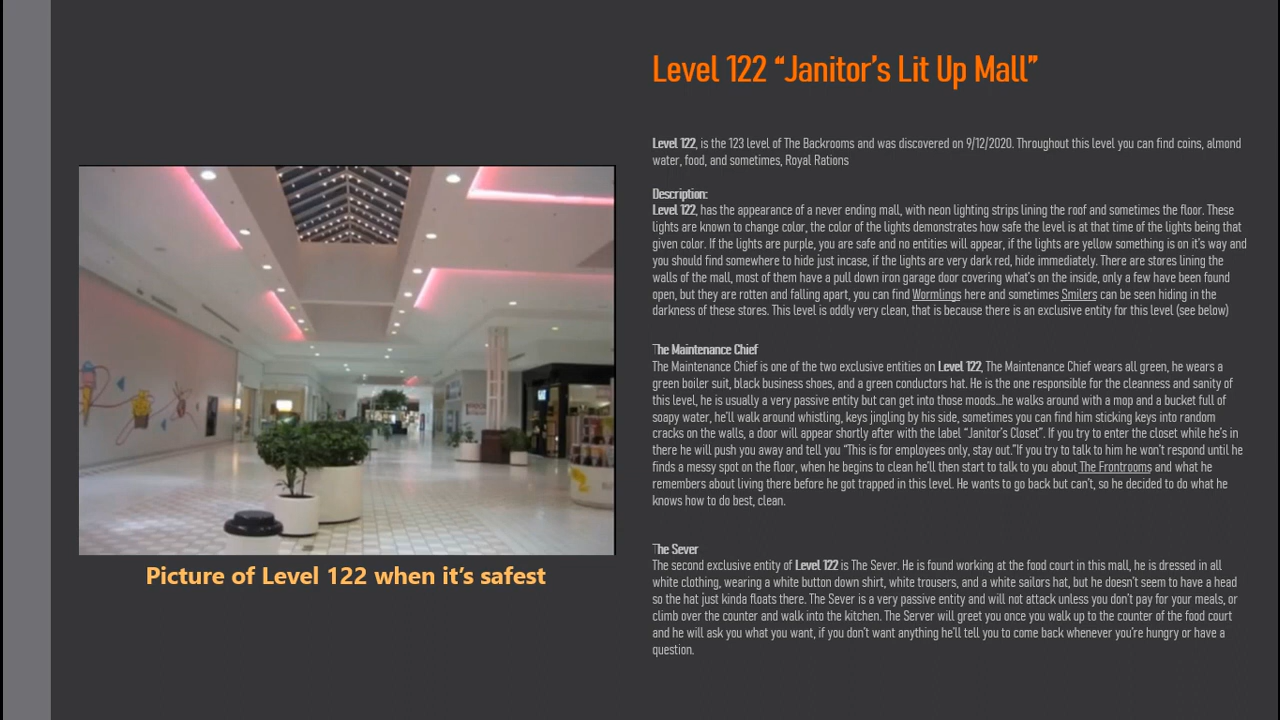 Level 122 “Janitor’s Lit Up Mall”
Level 122, is the 123 level of The Backrooms and was discovered on 9/12/2020. Throughout this level you can find coins, almond
water, food, and sometimes, Royal Rations
Description:
Level 122, has the appearance of a never ending mall, with neon lighting strips lining the roof and sometimes the floor. These
lights are known to change color, the color of the lights demonstrates how safe the level is at that time of the lights being that
given color. If the lights are purple, you are safe and no entities will appear, if the lights are yellow something is on it’s way and
you should find somewhere to hide just incase, if the lights are very dark red, hide immediately. There are stores lining the
walls of the mall, most of them have a pull down iron garage door covering what’s on the inside, only a few have been found
open, but they are rotten and falling apart, you can find Wormlings here and sometimes Smilers can be seen hiding in the
darkness of these stores. This level is oddly very clean, that is because there is an exclusive entity for this level (see below)
The Maintenance Chief
The Maintenance Chief is one of the two exclusive entities on Level 122, The Maintenance Chief wears all green, he wears a
green boiler suit, black business shoes, and a green conductors hat. He is the one responsible for the cleanness and sanity of
this level, he is usually a very passive entity but can get into those moods...he walks around with a mop and a bucket full of
soapy water, he’ll walk around whistling, keys jingling by his side, sometimes you can find him sticking keys into random
cracks on the walls, a door will appear shortly after with the label “Janitor’s Closet”. If you try to enter the closet while he’s in
there he will push you away and tell you “This is for employees only, stay out.”If you try to talk to him he won’t respond until he
finds a messy spot on the floor, when he begins to clean he’ll then start to talk to you about The Frontrooms and what he
remembers about living there before he got trapped in this level. He wants to go back but can’t, so he decided to do what he
knows how to do best, clean.
The Sever
The second exclusive entity of Level 122 is The Sever. He is found working at the food court in this mall, he is dressed in all
white clothing, wearing a white button down shirt, white trousers, and a white sailors hat, but he doesn’t seem to have a head
so the hat just kinda floats there. The Sever is a very passive entity and will not attack unless you don’t pay for your meals, or
climb over the counter and walk into the kitchen. The Server will greet you once you walk up to the counter of the food court
and he will ask you what you want, if you don’t want anything he’ll tell you to come back whenever you’re hungry or have a
question.
Picture of Level 122 when it’s safest